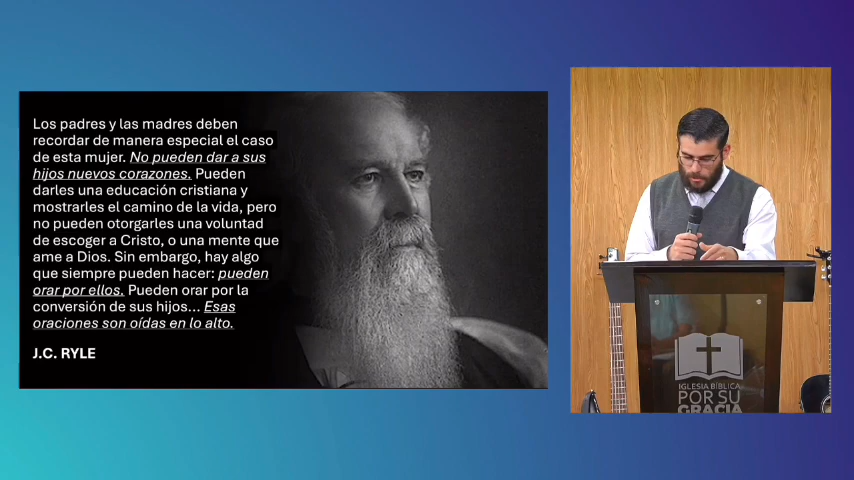 Los padres y las madres deben
recordar de manera especial el caso
de esta mujer. No pueden dar a sus
hijos nuevos corazones. Pueden
darles una educación cristiana y
mostrarles el camino de la vida, pero
no pueden otorgarles una voluntad
de escoger a Cristo, o una mente que
ame a Dios. Sin embargo, hay algo
que siempre pueden hacer: pueden
orar por ellos. Pueden orar por la
conversión de sus hijos... Esas
oraciones son oídas en lo alto.
J.C. RYLE
IGLESIA BÍBLICA
POR SU
GRACIA